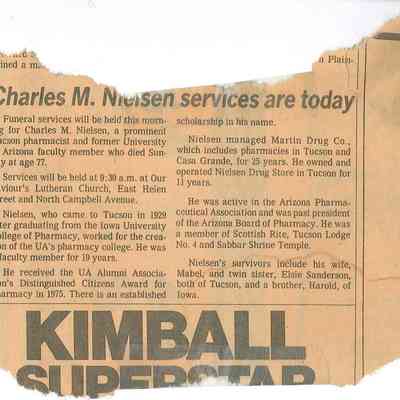 ined a m
a Plain-
Charles M. Nielsen services are today
Funeral services will be held this morn-
g for Charles M. Nielsen, a prominent
ucson pharmacist and former University
Arizona faculty member who died Sun-
y at age 77.
Services will be held at 9:30 a.m. at Our
aviour's Lutheran Church, East Helen
reet and North Campbell Avenue.
Nielsen, who came to Tucson in 1929
ter graduating from the Iowa University
ollege of Pharmacy, worked for the crea-
on of the UA's pharmacy college. He was
faculty member for 19 years.
He received the UA Alumni Associa-
on's Distinguished Citizens Award for
armacy in 1975. There is an established
scholarship in his name.
Nielsen managed Martin Drug Co.,
which includes pharmacies in Tucson and
Casa Grande, for 25 years. He owned and
operated Nielsen Drug Store in Tucson for
11 years.
He was active in the Arizona Pharma-
ceutical Association and was past president
of the Arizona Board of Pharmacy. He was
a member of Scottish Rite, Tucson Lodge
No. 4 and Sabbar Shrine Temple.
Nielsen's survivors include his wife,
Mabel, and twin sister, Elsie Sanderson,
both of Tucson, and a brother, Harold, of
Iowa.
KIMBALL
SUPERSTAR